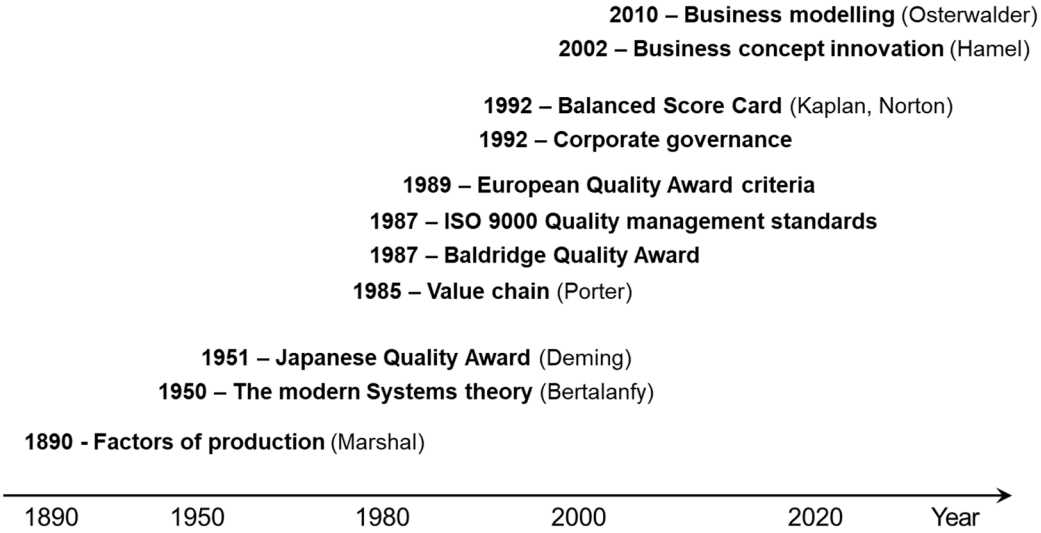 2010 – Business modelling (Osterwalder)
2002 – Business concept innovation (Hamel)
1992 – Balanced Score Card (Kaplan, Norton)
1992 – Corporate governance
1989 – European Quality Award criteria
1987 – ISO 9000 Quality management standards
1987 – Baldridge Quality Award
1985 – Value chain (Porter)
1951 – Japanese Quality Award (Deming)
1950 – The modern Systems theory (Bertalanfy)
1890 - Factors of production (Marshal)
1890 1950 1980 2000 2020 Year